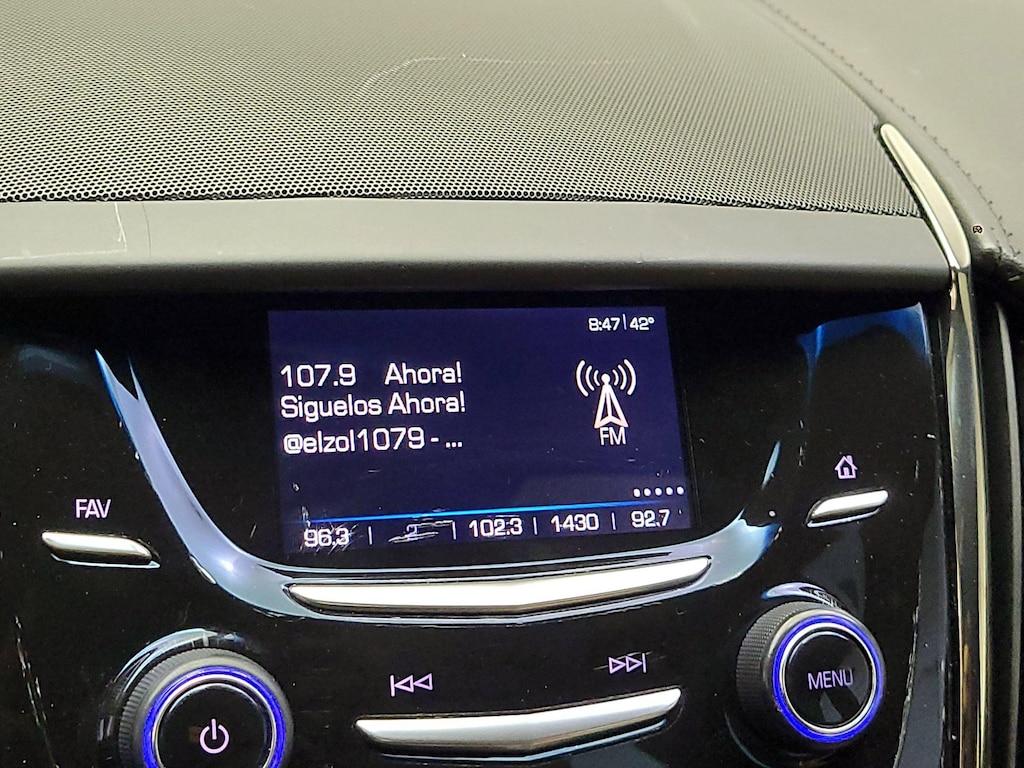 8:47 42°
107.9 Ahora!
Siguelos Ahora!
@elzol1079 - ...
FM
96.3 | | 102.3 | 1430 | 92.7
FAV
MENU